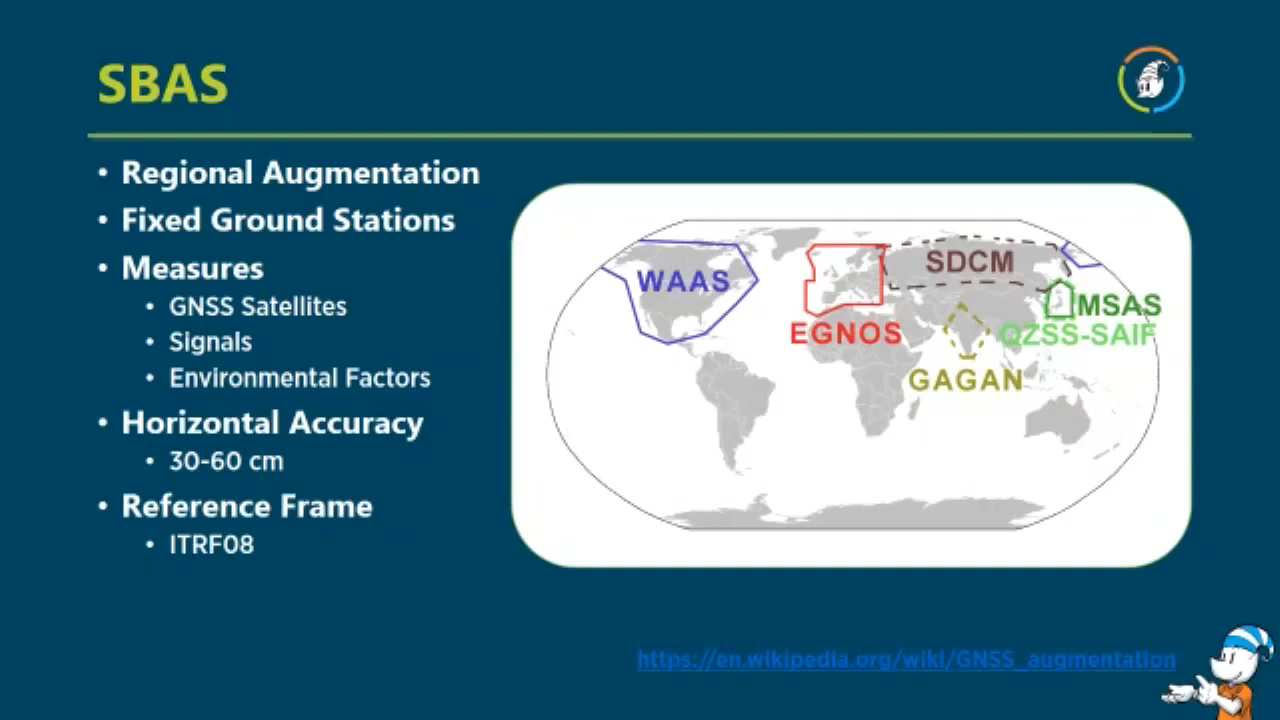 SBAS
• Regional Augmentation
• Fixed Ground Stations
• Measures
• GNSS Satellites
• Signals
• Environmental Factors
• Horizontal Accuracy
• 30-60 cm
• Reference Frame
• ITRF08
WAAS
EGNOS
SDCM
MSAS
QZSS-SAIF
GAGAN
https://en.wikipedia.org/wiki/GNSS_augmentation